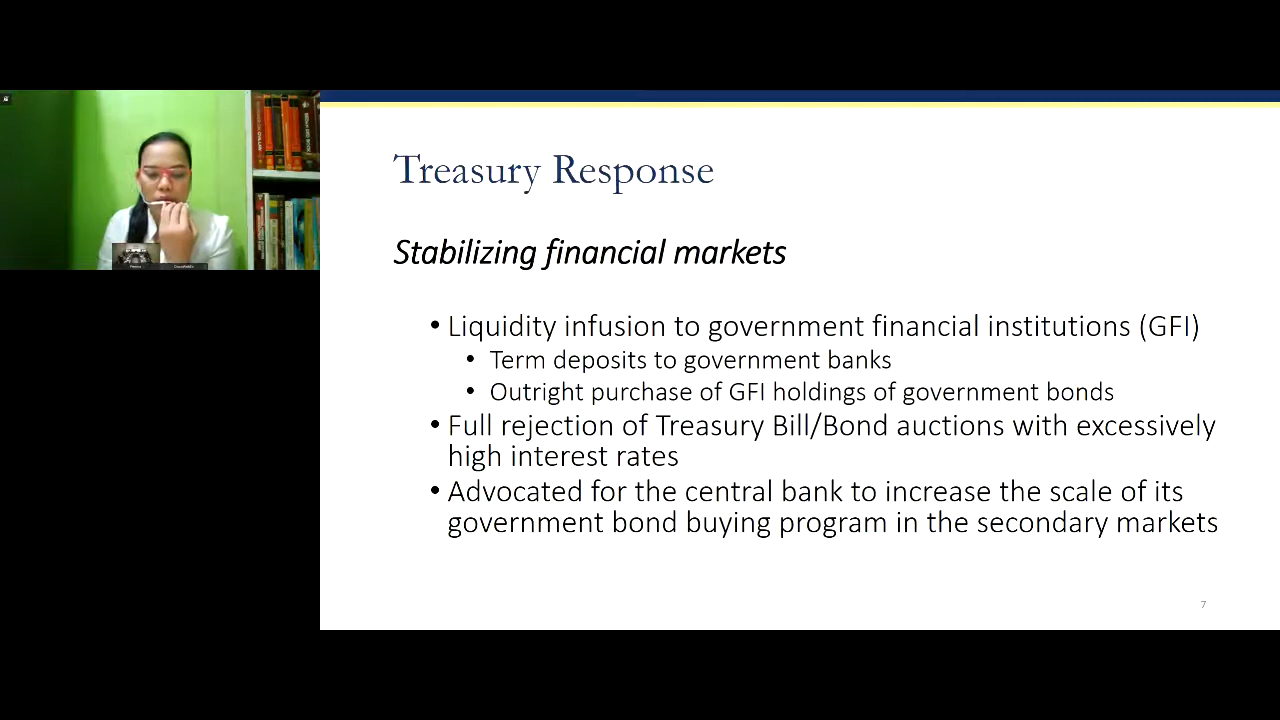 Treasury Response
Stabilizing financial markets
• Liquidity infusion to government financial institutions (GFI)
• Term deposits to government banks
• Outright purchase of GFI holdings of government bonds
• Full rejection of Treasury Bill/Bond auctions with excessively
high interest rates
• Advocated for the central bank to increase the scale of its
government bond buying program in the secondary markets
7